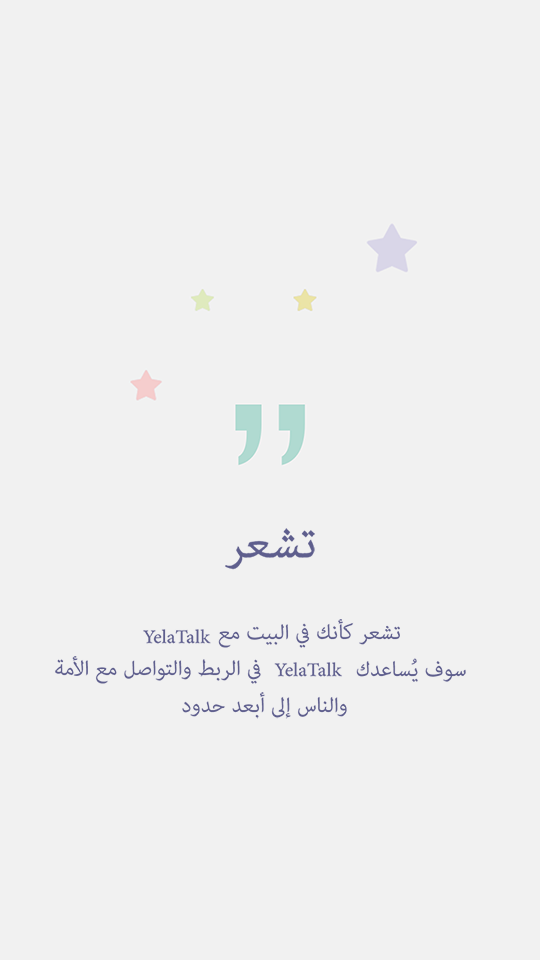 تشعر
تشعر كأنك في البيت مع YelaTalk
سوف يُساعدك YelaTalk في الربط والتواصل مع الأمة
والناس إلى أبعد حدود